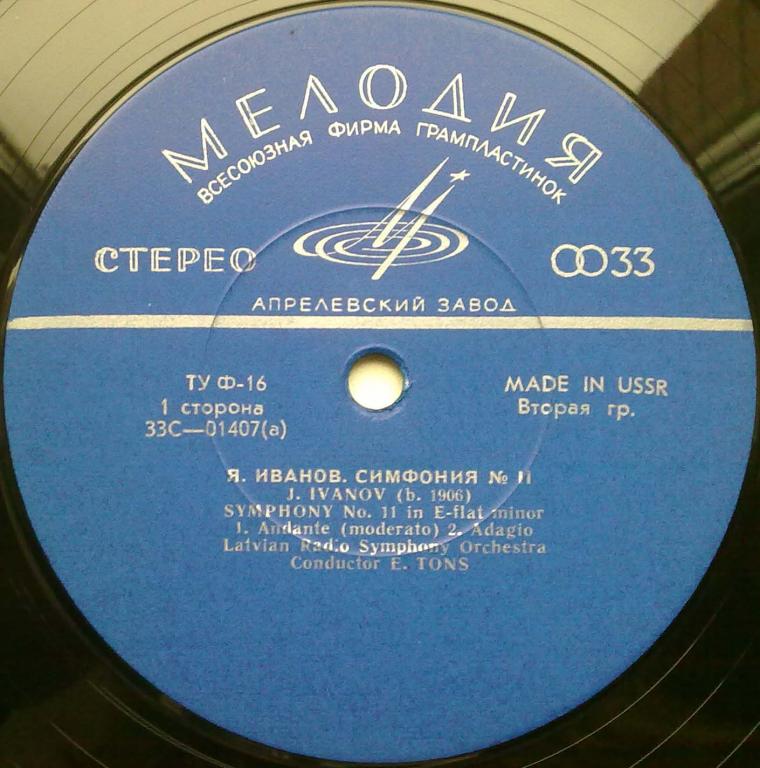 МЕЛОДИЯ
ВСЕСОЮЗНАЯ ФИРМА ГРАМПЛАСТИНОК
СТЕРЕО
33
АПРЕЛЕВСКИЙ ЗАВОД
ТУ Ф-16
1 сторона
33С—01407(а)
MADE IN USSR
Вторая гр.
Я. ИВАНОВ. СИМФОНИЯ № 11
J. IVANOV (b. 1906)
SYMPHONY No. 11 in E-flat minor
1. Andante (moderato) 2. Adagio
Latvian Radio Symphony Orchestra
Conductor E. TONS